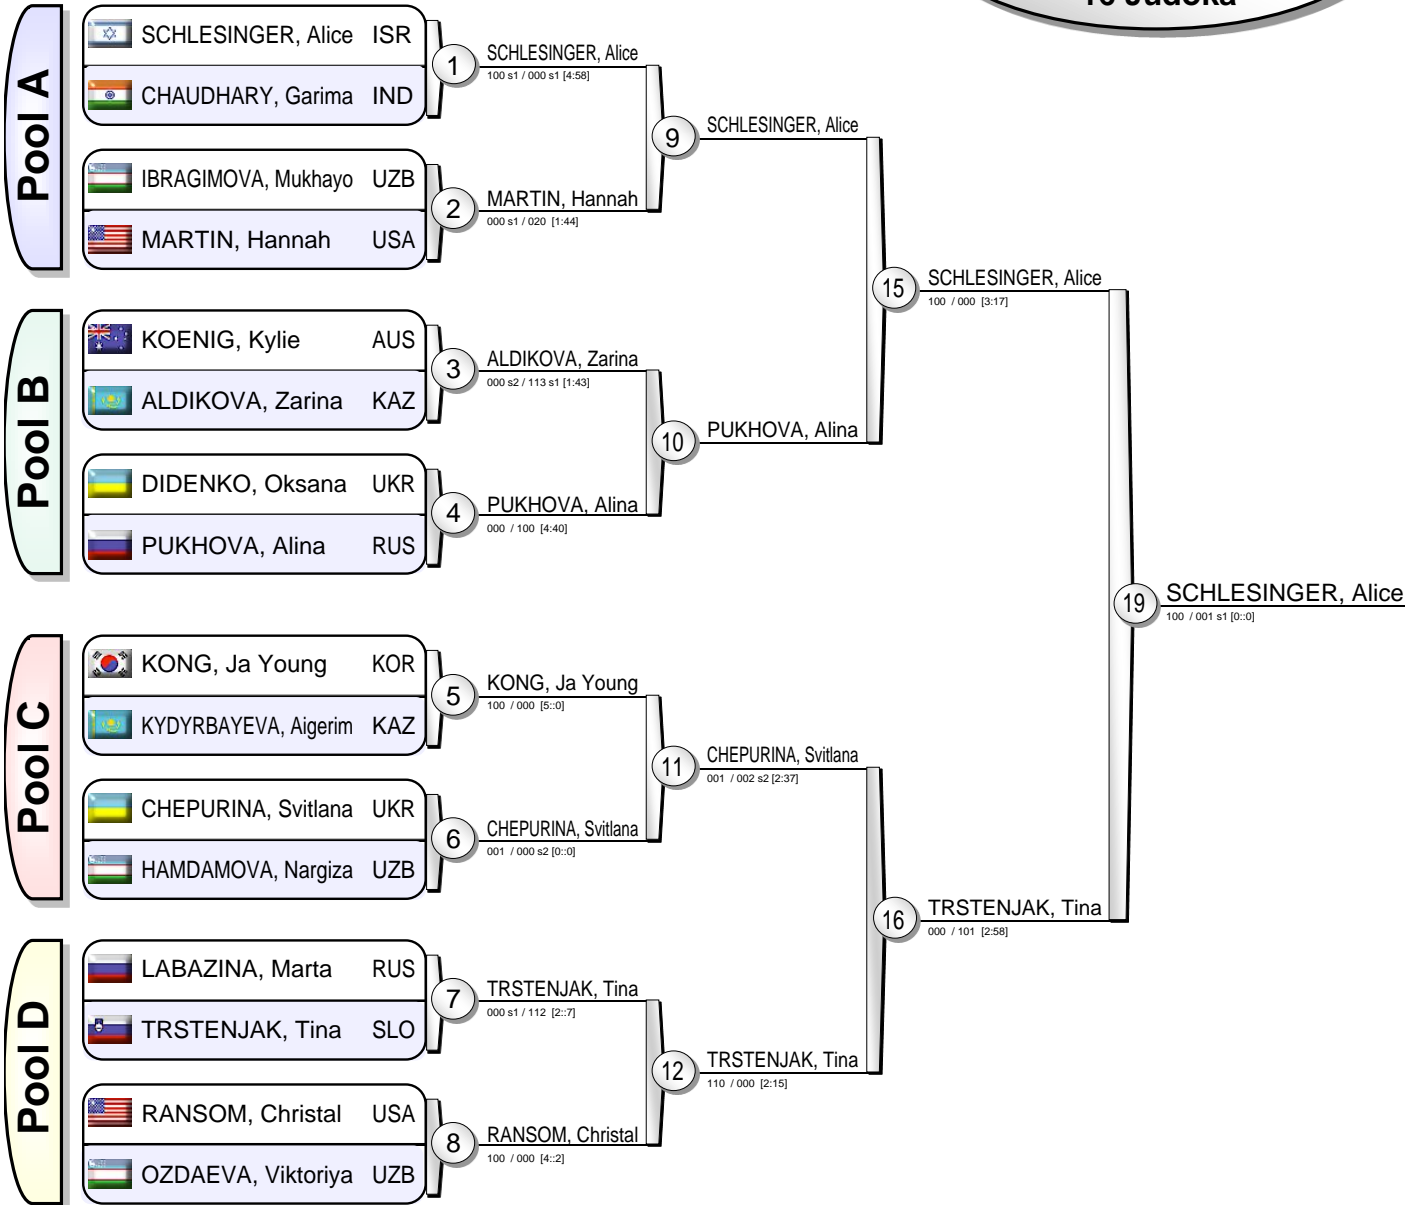 16 Judoka
Pool A
SCHLESINGER, Alice ISR
CHAUDHARY, Garima IND
1
SCHLESINGER, Alice
100 s1 / 000 s1 [4:58]
IBRAGIMOVA, Mukhayo UZB
MARTIN, Hannah USA
2
MARTIN, Hannah
000 s1 / 020 [1:44]
9
SCHLESINGER, Alice
Pool B
KOENIG, Kylie AUS
ALDIKOVA, Zarina KAZ
3
ALDIKOVA, Zarina
000 s2 / 113 s1 [1:43]
DIDENKO, Oksana UKR
PUKHOVA, Alina RUS
4
PUKHOVA, Alina
000 / 100 [4:40]
10
PUKHOVA, Alina
15
SCHLESINGER, Alice
100 / 000 [3:17]
Pool C
KONG, Ja Young KOR
KYDYRBAYEVA, Aigerim KAZ
5
KONG, Ja Young
100 / 000 [5::0]
CHEPURINA, Svitlana UKR
HAMDAMOVA, Nargiza UZB
6
CHEPURINA, Svitlana
001 / 000 s2 [0::0]
11
CHEPURINA, Svitlana
001 / 002 s2 [2:37]
Pool D
LABAZINA, Marta RUS
TRSTENJAK, Tina SLO
7
TRSTENJAK, Tina
000 s1 / 112 [2::7]
RANSOM, Christal USA
OZDAEVA, Viktoriya UZB
8
RANSOM, Christal
100 / 000 [4::2]
12
TRSTENJAK, Tina
110 / 000 [2:15]
16
TRSTENJAK, Tina
000 / 101 [2:58]
19
SCHLESINGER, Alice
100 / 001 s1 [0::0]